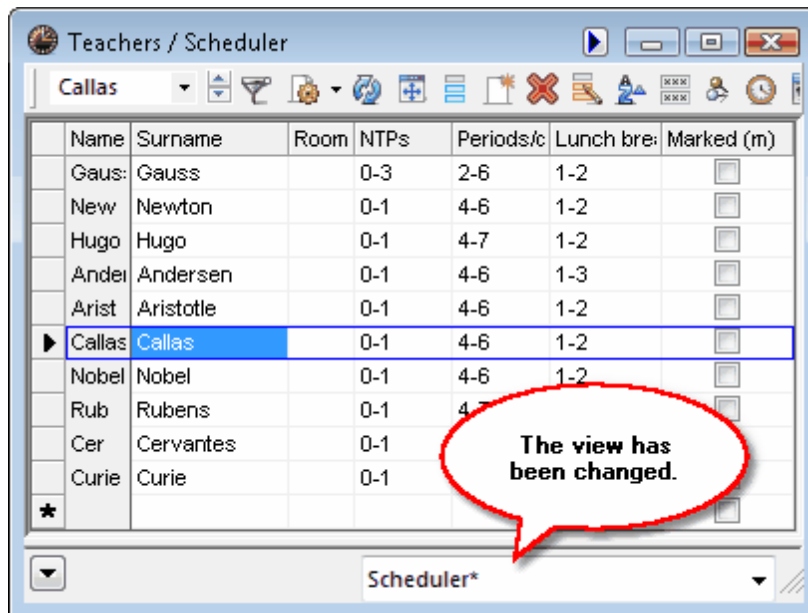 Teachers / Scheduler
Callas
Name Surname Room NTPs Periods/c Lunch bre Marked (m)
Gaus Gauss 0-3 2-6 1-2
New Newton 0-1 4-6 1-2
Hugo Hugo 0-1 4-7 1-2
Ander Andersen 0-1 4-6 1-3
Arist Aristotle 0-1 4-6 1-2
Callas Callas 0-1 4-6 1-2
Nobel Nobel 0-1 4-6 1-2
Rub Rubens 0-1
Cer Cervantes 0-1
Curie Curie 0-1
The view has
been changed.
Scheduler*